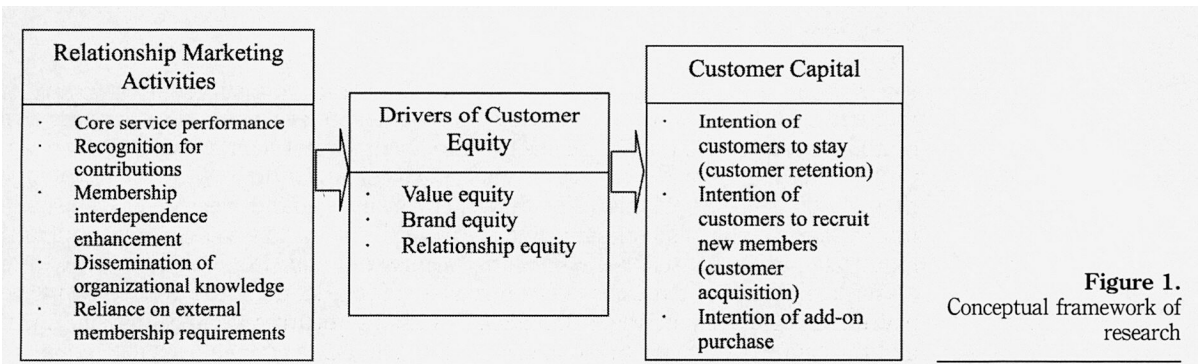 Relationship Marketing
Activities
· Core service performance
· Recognition for
contributions
· Membership
interdependence
enhancement
· Dissemination of
organizational knowledge
· Reliance on external
membership requirements
Drivers of Customer
Equity
· Value equity
· Brand equity
· Relationship equity
Customer Capital
· Intention of
customers to stay
(customer retention)
· Intention of
customers to recruit
new members
(customer
acquisition)
· Intention of add-on
purchase
Figure 1.
Conceptual framework of
research